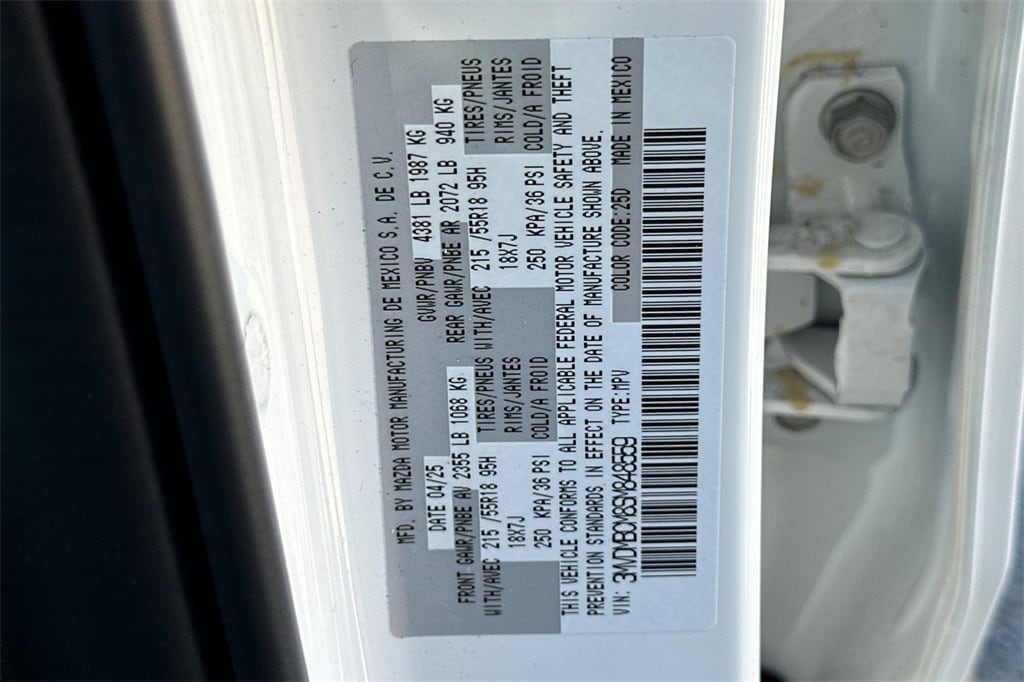 MFD. BY MAZDA MOTOR MANUFACTURING DE MEXICO S.A. DE C.V.
DATE 04/25 GVWR/PNBV 4381 LB 1987 KG
FRONT GAWR/PNBE AV 2355 LB 1068 KG REAR GAWR/PNBE AR 2072 LB 940 KG
WITH/AVEC 215 /55R18 95H TIRES/PNEUS WITH/AVEC 215 /55R18 95H TIRES/PNEUS
18X7J RIMS/JANTES 18X7J RIMS/JANTES
250 KPA/36 PSI COLD/A FROID 250 KPA/36 PSI COLD/A FROID
THIS VEHICLE CONFORMS TO ALL APPLICABLE FEDERAL MOTOR VEHICLE SAFETY AND THEFT
PREVENTION STANDARDS IN EFFECT ON THE DATE OF MANUFACTURE SHOWN ABOVE.
VIN: TYPE:MPV COLOR CODE:25D MADE IN MEXICO